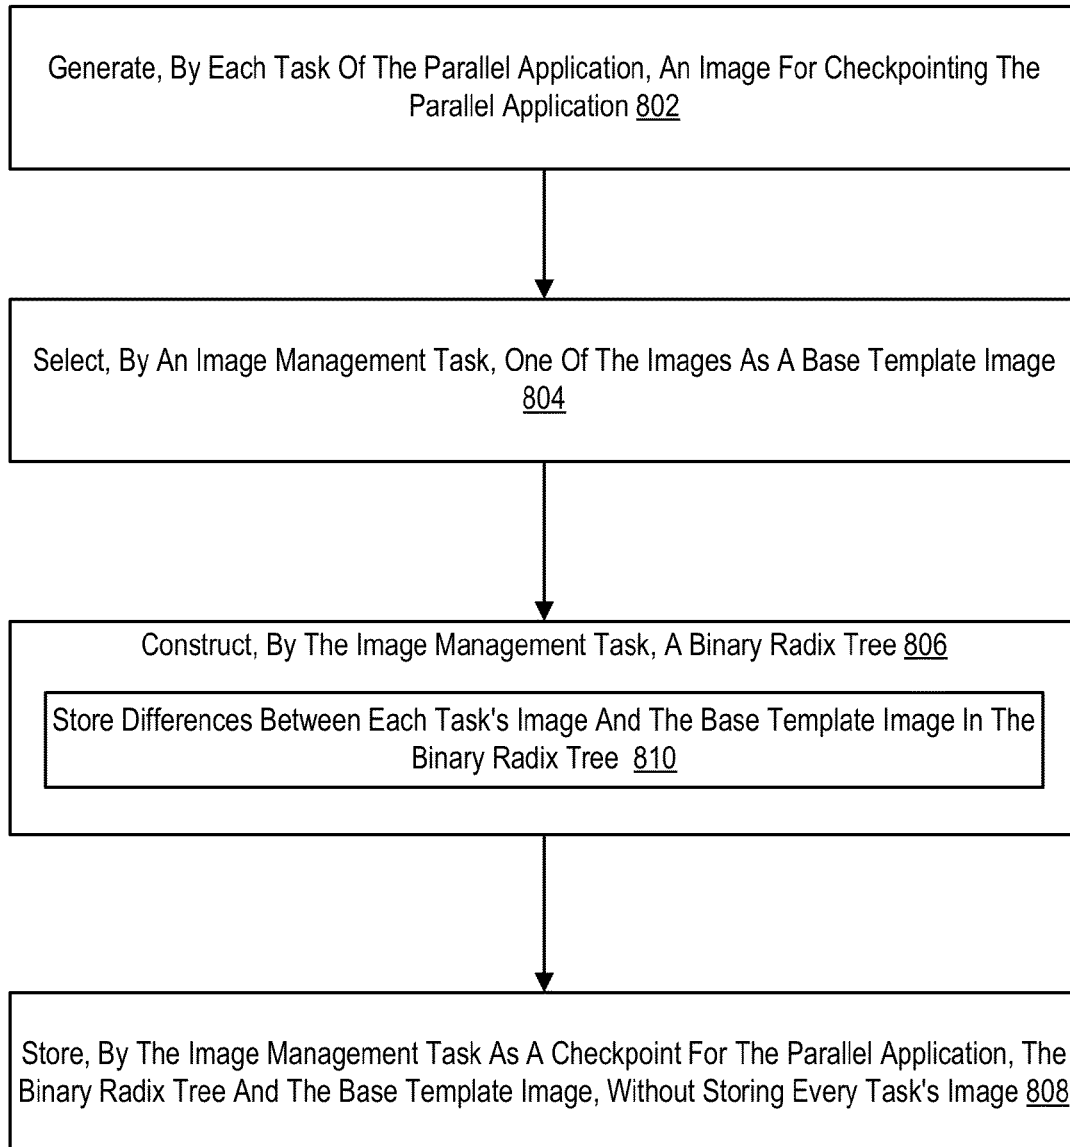 Generate, By Each Task Of The Parallel Application, An Image For Checkpointing The
Parallel Application 802
Select, By An Image Management Task, One Of The Images As A Base Template Image
804
Construct, By The Image Management Task, A Binary Radix Tree 806
Store Differences Between Each Task's Image And The Base Template Image In The
Binary Radix Tree 810
Store, By The Image Management Task As A Checkpoint For The Parallel Application, The
Binary Radix Tree And The Base Template Image, Without Storing Every Task's Image 808